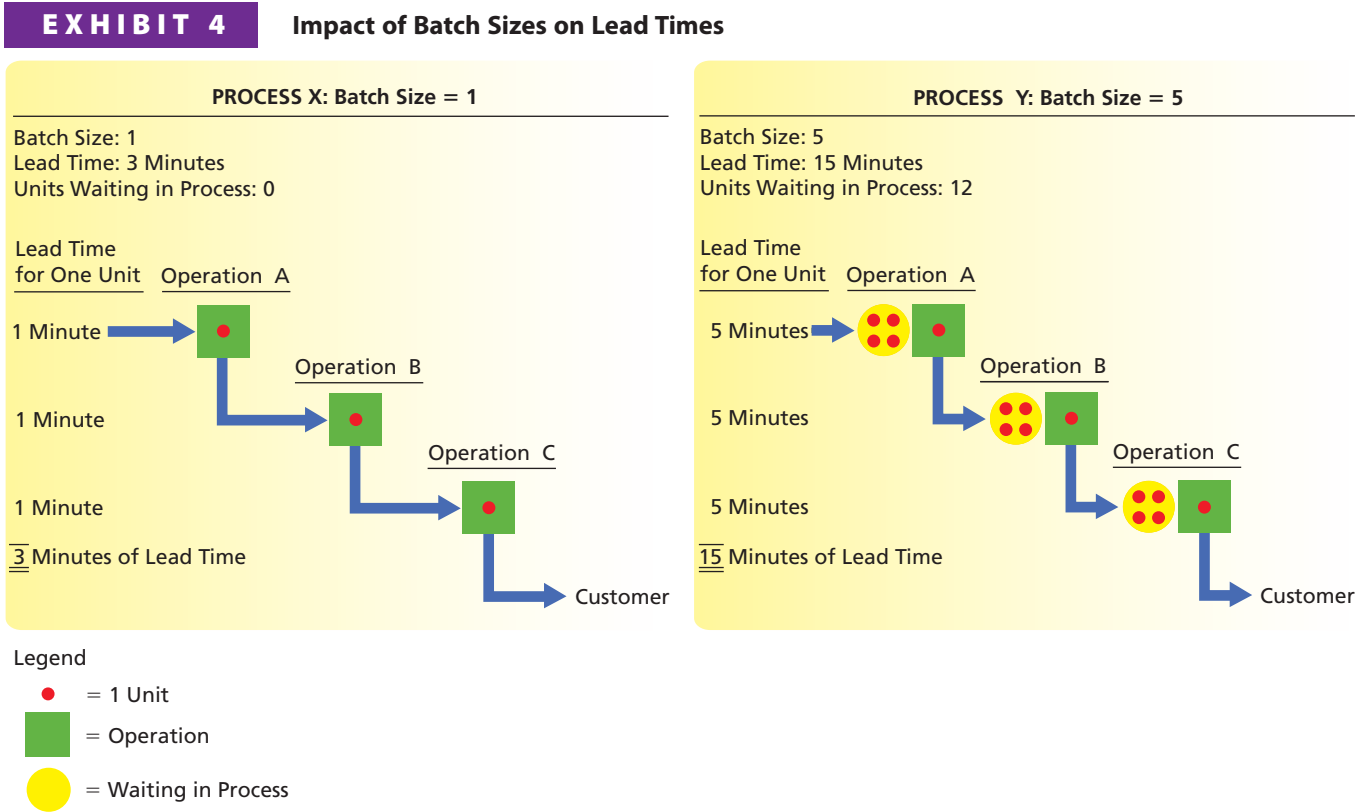 EXHIBIT 4
Impact of Batch Sizes on Lead Times
PROCESS X: Batch Size = 1
Batch Size: 1
Lead Time: 3 Minutes
Units Waiting in Process: 0
Lead Time
for One Unit
Operation A
1 Minute
Operation B
1 Minute
Operation C
1 Minute
3 Minutes of Lead Time
Customer
PROCESS Y: Batch Size = 5
Batch Size: 5
Lead Time: 15 Minutes
Units Waiting in Process: 12
Lead Time
for One Unit
Operation A
5 Minutes
Operation B
5 Minutes
Operation C
5 Minutes
15 Minutes of Lead Time
Customer
Legend
= 1 Unit
= Operation
= Waiting in Process